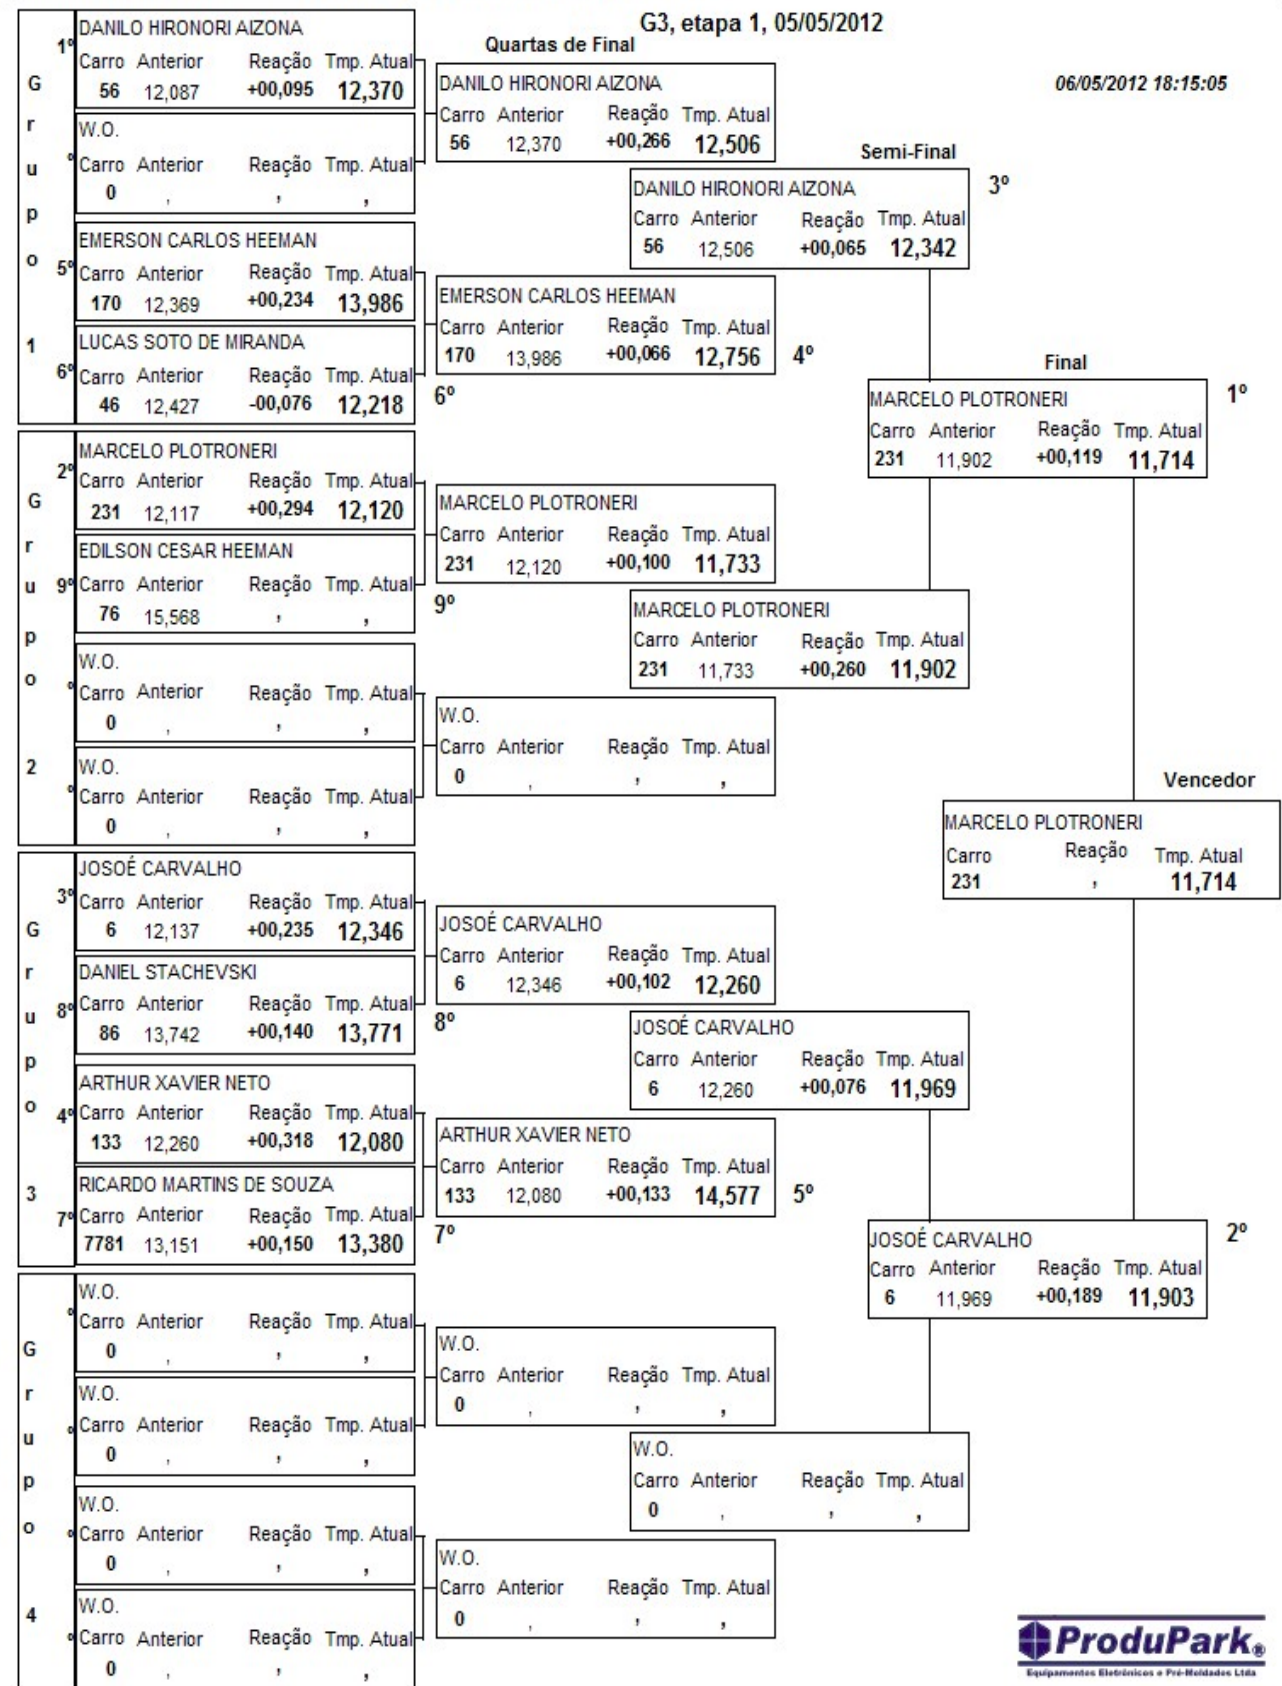 G3, etapa 1, 05/05/2012
06/05/2012 18:15:05
Grupo 1
1º
DANILO HIRONORI AIZONA
Carro Anterior Reação Tmp. Atual
56 12,087 +00,095 12,370
º
W.O.
Carro Anterior Reação Tmp. Atual
0 , , ,
5º
EMERSON CARLOS HEEMAN
Carro Anterior Reação Tmp. Atual
170 12,369 +00,234 13,986
6º
LUCAS SOTO DE MIRANDA
Carro Anterior Reação Tmp. Atual
46 12,427 -00,076 12,218
6º
Grupo 2
2º
MARCELO PLOTRONERI
Carro Anterior Reação Tmp. Atual
231 12,117 +00,294 12,120
9º
EDILSON CESAR HEEMAN
Carro Anterior Reação Tmp. Atual
76 15,568 , ,
9º
º
W.O.
Carro Anterior Reação Tmp. Atual
0 , , ,
º
W.O.
Carro Anterior Reação Tmp. Atual
0 , , ,
Grupo 3
3º
JOSOÉ CARVALHO
Carro Anterior Reação Tmp. Atual
6 12,137 +00,235 12,346
8º
DANIEL STACHEVSKI
Carro Anterior Reação Tmp. Atual
86 13,742 +00,140 13,771
8º
4º
ARTHUR XAVIER NETO
Carro Anterior Reação Tmp. Atual
133 12,260 +00,318 12,080
7º
RICARDO MARTINS DE SOUZA
Carro Anterior Reação Tmp. Atual
7781 13,151 +00,150 13,380
7º
Grupo 4
º
W.O.
Carro Anterior Reação Tmp. Atual
0 , , ,
º
W.O.
Carro Anterior Reação Tmp. Atual
0 , , ,
º
W.O.
Carro Anterior Reação Tmp. Atual
0 , , ,
º
W.O.
Carro Anterior Reação Tmp. Atual
0 , , ,
Quartas de Final
DANILO HIRONORI AIZONA
Carro Anterior Reação Tmp. Atual
56 12,370 +00,266 12,506
EMERSON CARLOS HEEMAN
Carro Anterior Reação Tmp. Atual
170 13,986 +00,066 12,756
4º
MARCELO PLOTRONERI
Carro Anterior Reação Tmp. Atual
231 12,120 +00,100 11,733
W.O.
Carro Anterior Reação Tmp. Atual
0 , , ,
JOSOÉ CARVALHO
Carro Anterior Reação Tmp. Atual
6 12,346 +00,102 12,260
ARTHUR XAVIER NETO
Carro Anterior Reação Tmp. Atual
133 12,080 +00,133 14,577
5º
W.O.
Carro Anterior Reação Tmp. Atual
0 , , ,
W.O.
Carro Anterior Reação Tmp. Atual
0 , , ,
Semi-Final
DANILO HIRONORI AIZONA
Carro Anterior Reação Tmp. Atual
56 12,506 +00,065 12,342
3º
MARCELO PLOTRONERI
Carro Anterior Reação Tmp. Atual
231 11,733 +00,260 11,902
JOSOÉ CARVALHO
Carro Anterior Reação Tmp. Atual
6 12,260 +00,076 11,969
W.O.
Carro Anterior Reação Tmp. Atual
0 , , ,
Final
MARCELO PLOTRONERI
Carro Anterior Reação Tmp. Atual
231 11,902 +00,119 11,714
1º
JOSOÉ CARVALHO
Carro Anterior Reação Tmp. Atual
6 11,969 +00,189 11,903
2º
Vencedor
MARCELO PLOTRONERI
Carro Reação Tmp. Atual
231 , 11,714
ProduPark®
Equipamentos Eletrônicos e Pré-Moldados Ltda